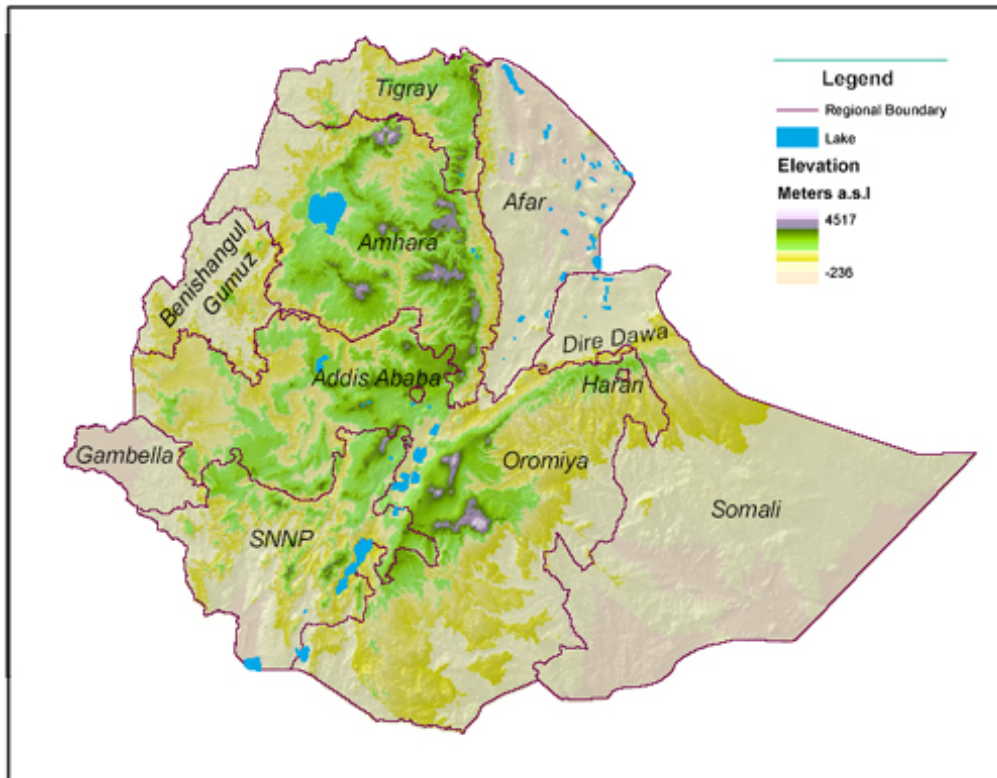 Tigray
Afar
Amhara
Benishangul
Gumuz
Dire Dawa
Addis Ababa
Harari
Gambella
Oromiya
Somali
SNNP
Legend
Regional Boundary
Lake
Elevation
Meters a.s.l
4517
-236